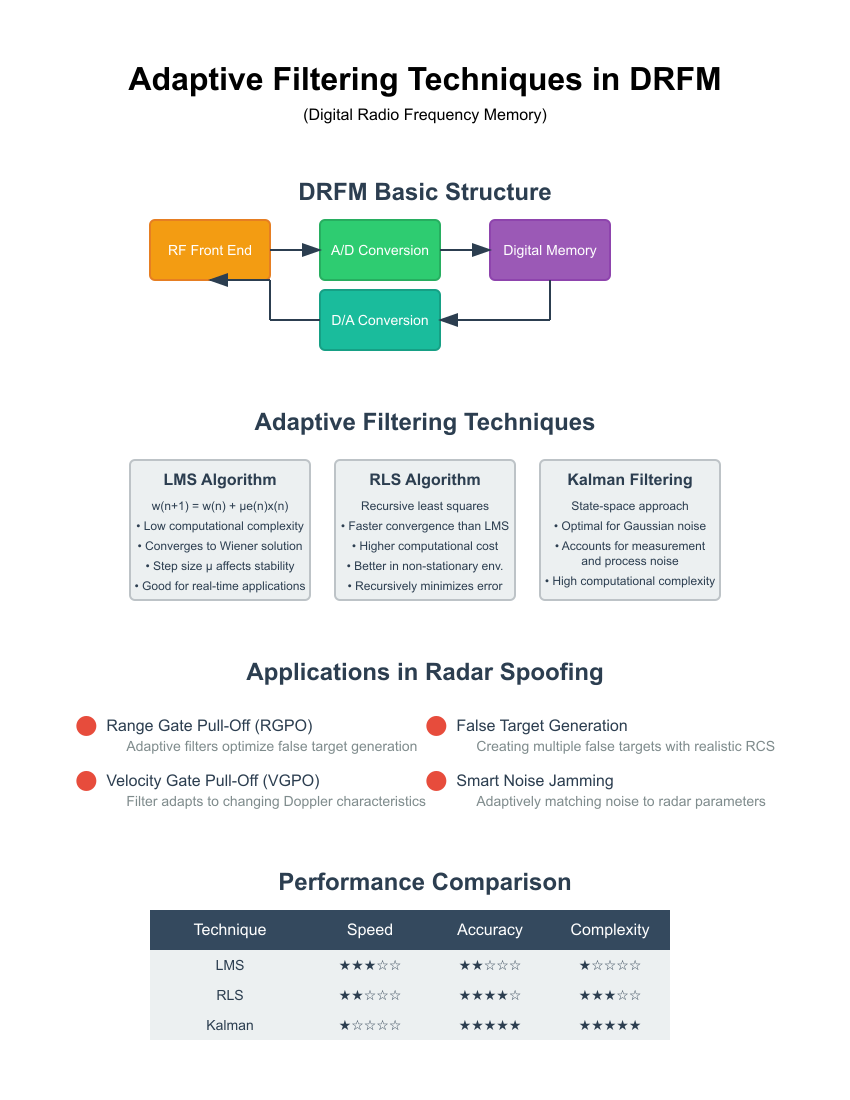 Adaptive Filtering Techniques in DRFM
(Digital Radio Frequency Memory)
DRFM Basic Structure
RF Front End
A/D Conversion
Digital Memory
D/A Conversion
Adaptive Filtering Techniques
LMS Algorithm
w(n+1) = w(n) + μe(n)x(n)
• Low computational complexity
• Converges to Wiener solution
• Step size μ affects stability
• Good for real-time applications
RLS Algorithm
Recursive least squares
• Faster convergence than LMS
• Higher computational cost
• Better in non-stationary env.
• Recursively minimizes error
Kalman Filtering
State-space approach
• Optimal for Gaussian noise
• Accounts for measurement
and process noise
• High computational complexity
Applications in Radar Spoofing
Range Gate Pull-Off (RGPO)
Adaptive filters optimize false target generation
False Target Generation
Creating multiple false targets with realistic RCS
Velocity Gate Pull-Off (VGPO)
Filter adapts to changing Doppler characteristics
Smart Noise Jamming
Adaptively matching noise to radar parameters
Performance Comparison
Technique Speed Accuracy Complexity
LMS ★★★☆☆ ★★☆☆☆ ★☆☆☆☆
RLS ★★☆☆☆ ★★★★☆ ★★★☆☆
Kalman ★☆☆☆☆ ★★★★★ ★★★★★